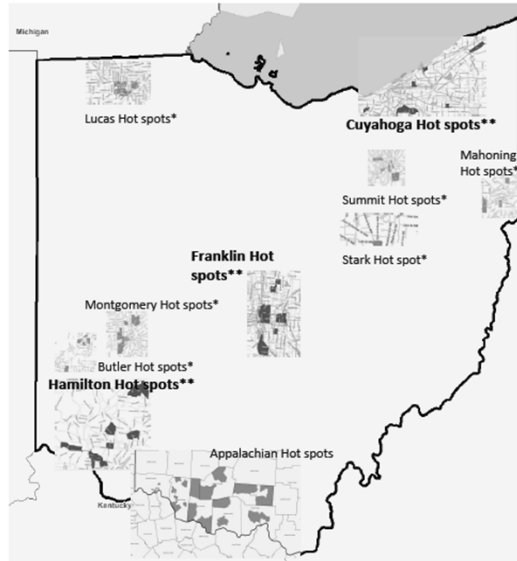 Michigan
Lucas Hot spots*
Cuyahoga Hot spots**
Mahoning
Hot spots*
Summit Hot spots*
Stark Hot spot*
Franklin Hot
spots**
Montgomery Hot spots*
Butler Hot spots*
Hamilton Hot spots**
Appalachian Hot spots
Kentucky